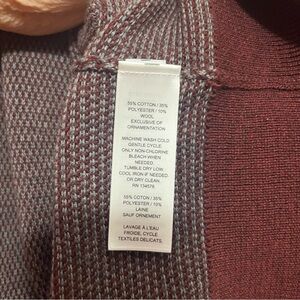 55% COTTON / 35%
POLYESTER / 10%
WOOL
EXCLUSIVE OF
ORNAMENTATION
MACHINE WASH COLD
GENTLE CYCLE.
ONLY NON-CHLORINE
BLEACH WHEN
NEEDED.
TUMBLE DRY LOW.
COOL IRON IF NEEDED
OR DRY CLEAN.
RN 134579
55% COTON / 35%
POLYESTER / 10%
LAINE
SAUF ORNEMENT
LAVAGE À L'EAU
FROIDE, CYCLE
TEXTILES DELICATS.